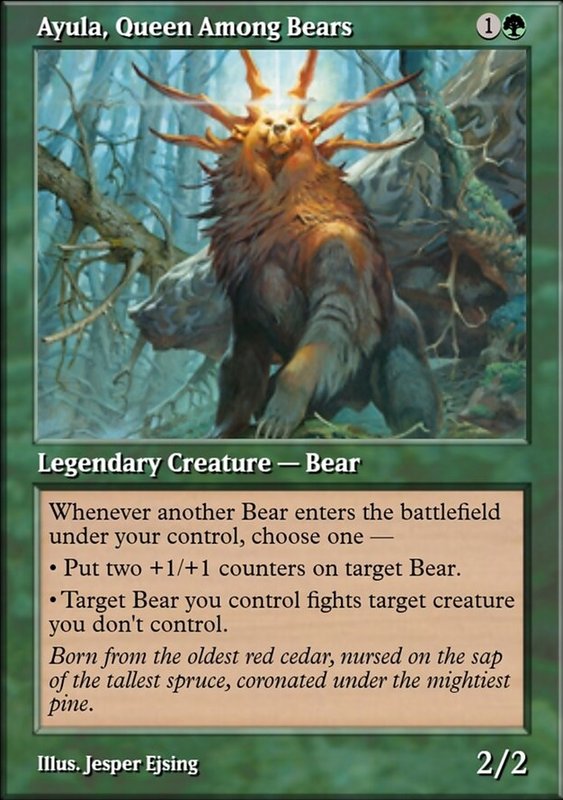 Ayula, Queen Among Bears 1
Legendary Creature — Bear
Whenever another Bear enters the battlefield
under your control, choose one —
• Put two +1/+1 counters on target Bear.
• Target Bear you control fights target creature
you don't control.
Born from the oldest red cedar, nursed on the sap
of the tallest spruce, coronated under the mightiest
pine.
Illus. Jesper Ejsing 2/2